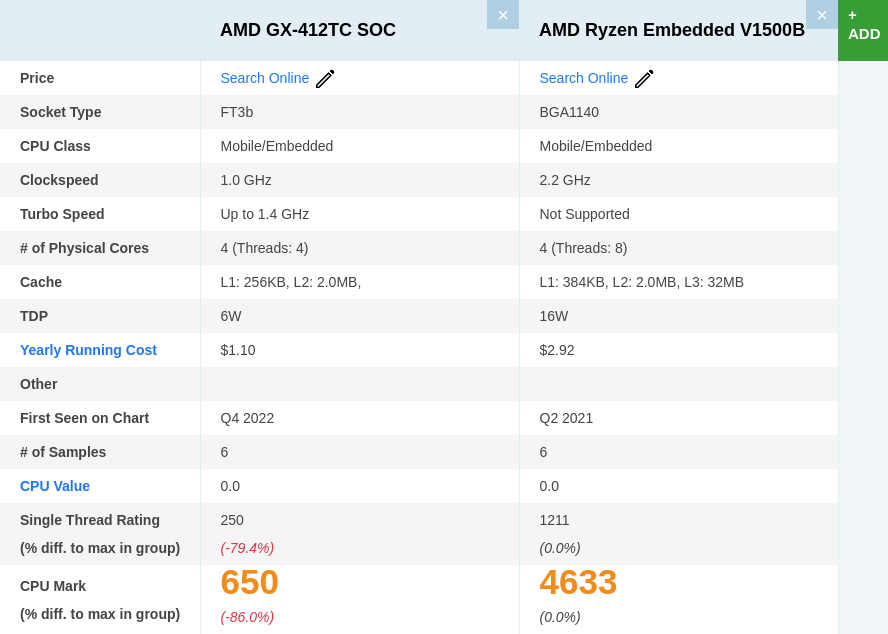 AMD GX-412TC SOC × AMD Ryzen Embedded V1500B × + ADD
Price Search Online Search Online
Socket Type FT3b BGA1140
CPU Class Mobile/Embedded Mobile/Embedded
Clockspeed 1.0 GHz 2.2 GHz
Turbo Speed Up to 1.4 GHz Not Supported
# of Physical Cores 4 (Threads: 4) 4 (Threads: 8)
Cache L1: 256KB, L2: 2.0MB, L1: 384KB, L2: 2.0MB, L3: 32MB
TDP 6W 16W
Yearly Running Cost $1.10 $2.92
Other
First Seen on Chart Q4 2022 Q2 2021
# of Samples 6 6
CPU Value 0.0 0.0
Single Thread Rating 250 1211
(% diff. to max in group) (-79.4%) (0.0%)
CPU Mark 650 4633
(% diff. to max in group) (-86.0%) (0.0%)